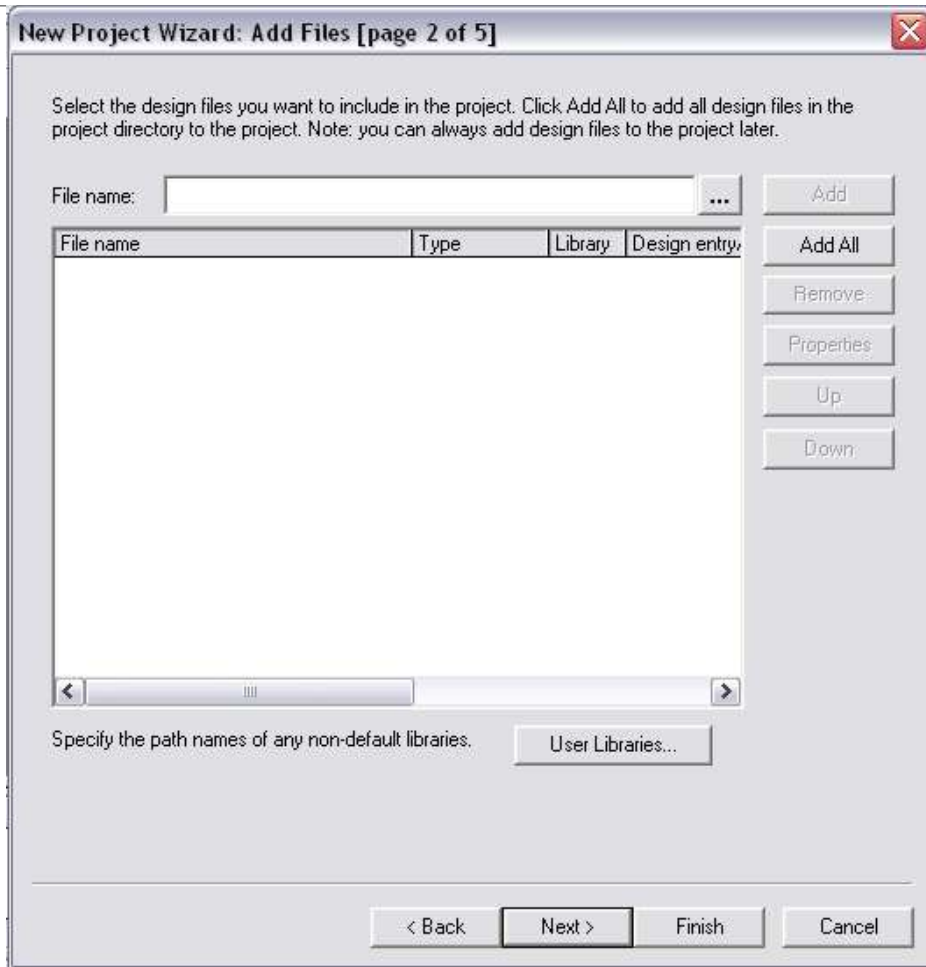 New Project Wizard: Add Files [page 2 of 5]
Select the design files you want to include in the project. Click Add All to add all design files in the
project directory to the project. Note: you can always add design files to the project later.
File name:
...
Add
File name Type Library Design entry/
Add All
Remove
Properties
Up
Down
Specify the path names of any non-default libraries.
User Libraries...
< Back
Next >
Finish
Cancel